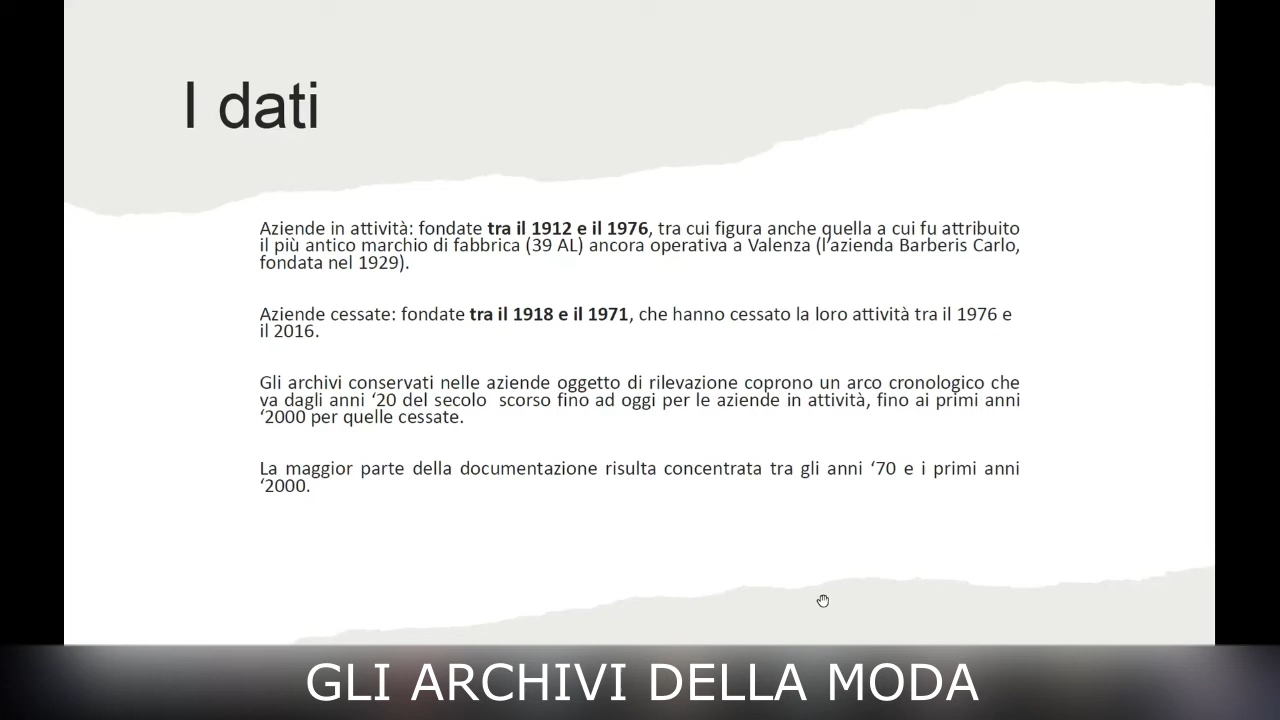 I dati
Aziende in attività: fondate tra il 1912 e il 1976, tra cui figura anche quella a cui fu attribuito
il più antico marchio di fabbrica (39 AL) ancora operativa a Valenza (l’azienda Barberis Carlo,
fondata nel 1929).
Aziende cessate: fondate tra il 1918 e il 1971, che hanno cessato la loro attività tra il 1976 e
il 2016.
Gli archivi conservati nelle aziende oggetto di rilevazione coprono un arco cronologico che
va dagli anni ‘20 del secolo  scorso fino ad oggi per le aziende in attività, fino ai primi anni
‘2000 per quelle cessate.
La maggior parte della documentazione risulta concentrata tra gli anni ‘70 e i primi anni
‘2000.
GLI ARCHIVI DELLA MODA